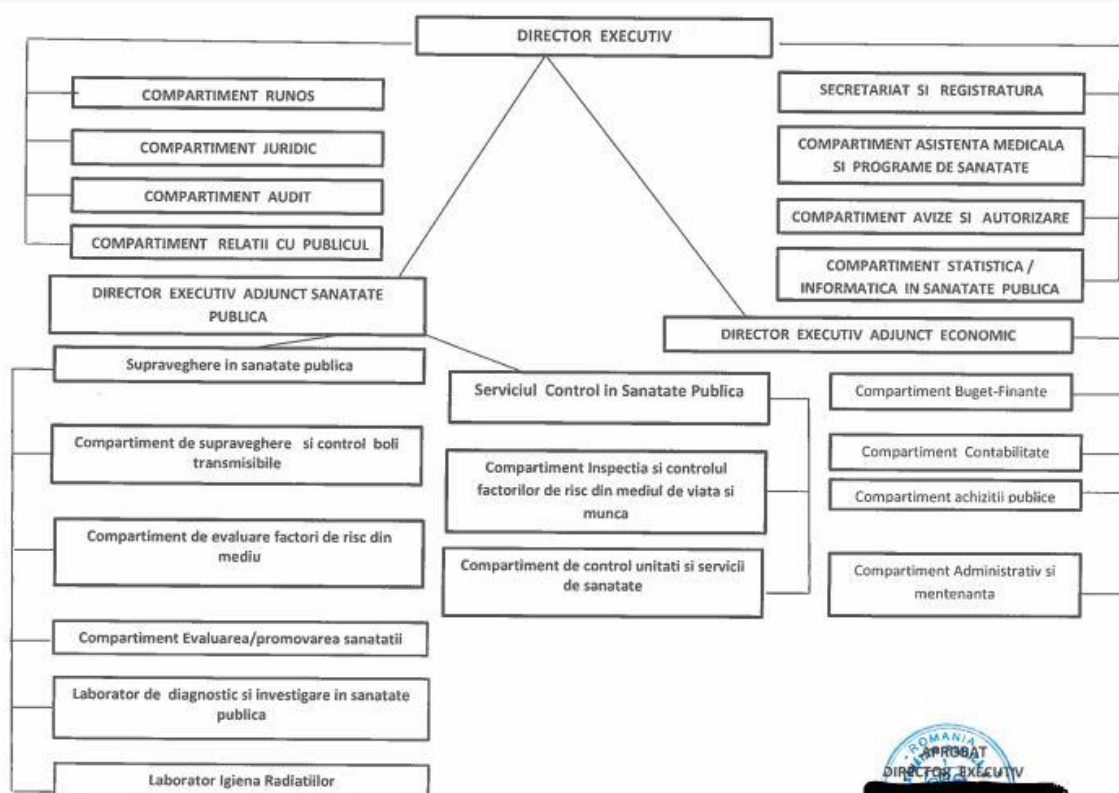 DIRECTOR EXECUTIV
COMPARTIMENT RUNOS
COMPARTIMENT JURIDIC
COMPARTIMENT AUDIT
COMPARTIMENT RELATII CU PUBLICUL
SECRETARIAT SI REGISTRATURA
COMPARTIMENT ASISTENTA MEDICALA
SI PROGRAME DE SANATATE
COMPARTIMENT AVIZE SI AUTORIZARE
COMPARTIMENT STATISTICA /
INFORMATICA IN SANATATE PUBLICA
DIRECTOR EXECUTIV ADJUNCT SANATATE
PUBLICA
DIRECTOR EXECUTIV ADJUNCT ECONOMIC
Supraveghere in sanatate publica
Compartiment de supraveghere si control boli
transmisibile
Compartiment de evaluare factori de risc din
mediu
Compartiment Evaluarea/promovarea sanatatii
Laborator de diagnostic si investigare in sanatate
publica
Laborator Igiena Radiatiilor
Serviciul Control in Sanatate Publica
Compartiment Inspectia si controlul
factorilor de risc din mediul de viata si
munca
Compartiment de control unitati si servicii
de sanatate
Compartiment Buget-Finante
Compartiment Contabilitate
Compartiment achizitii publice
Compartiment Administrativ si
mentenanta
ROMANIA
APROBAT
DIRECTOR EXECUTIV